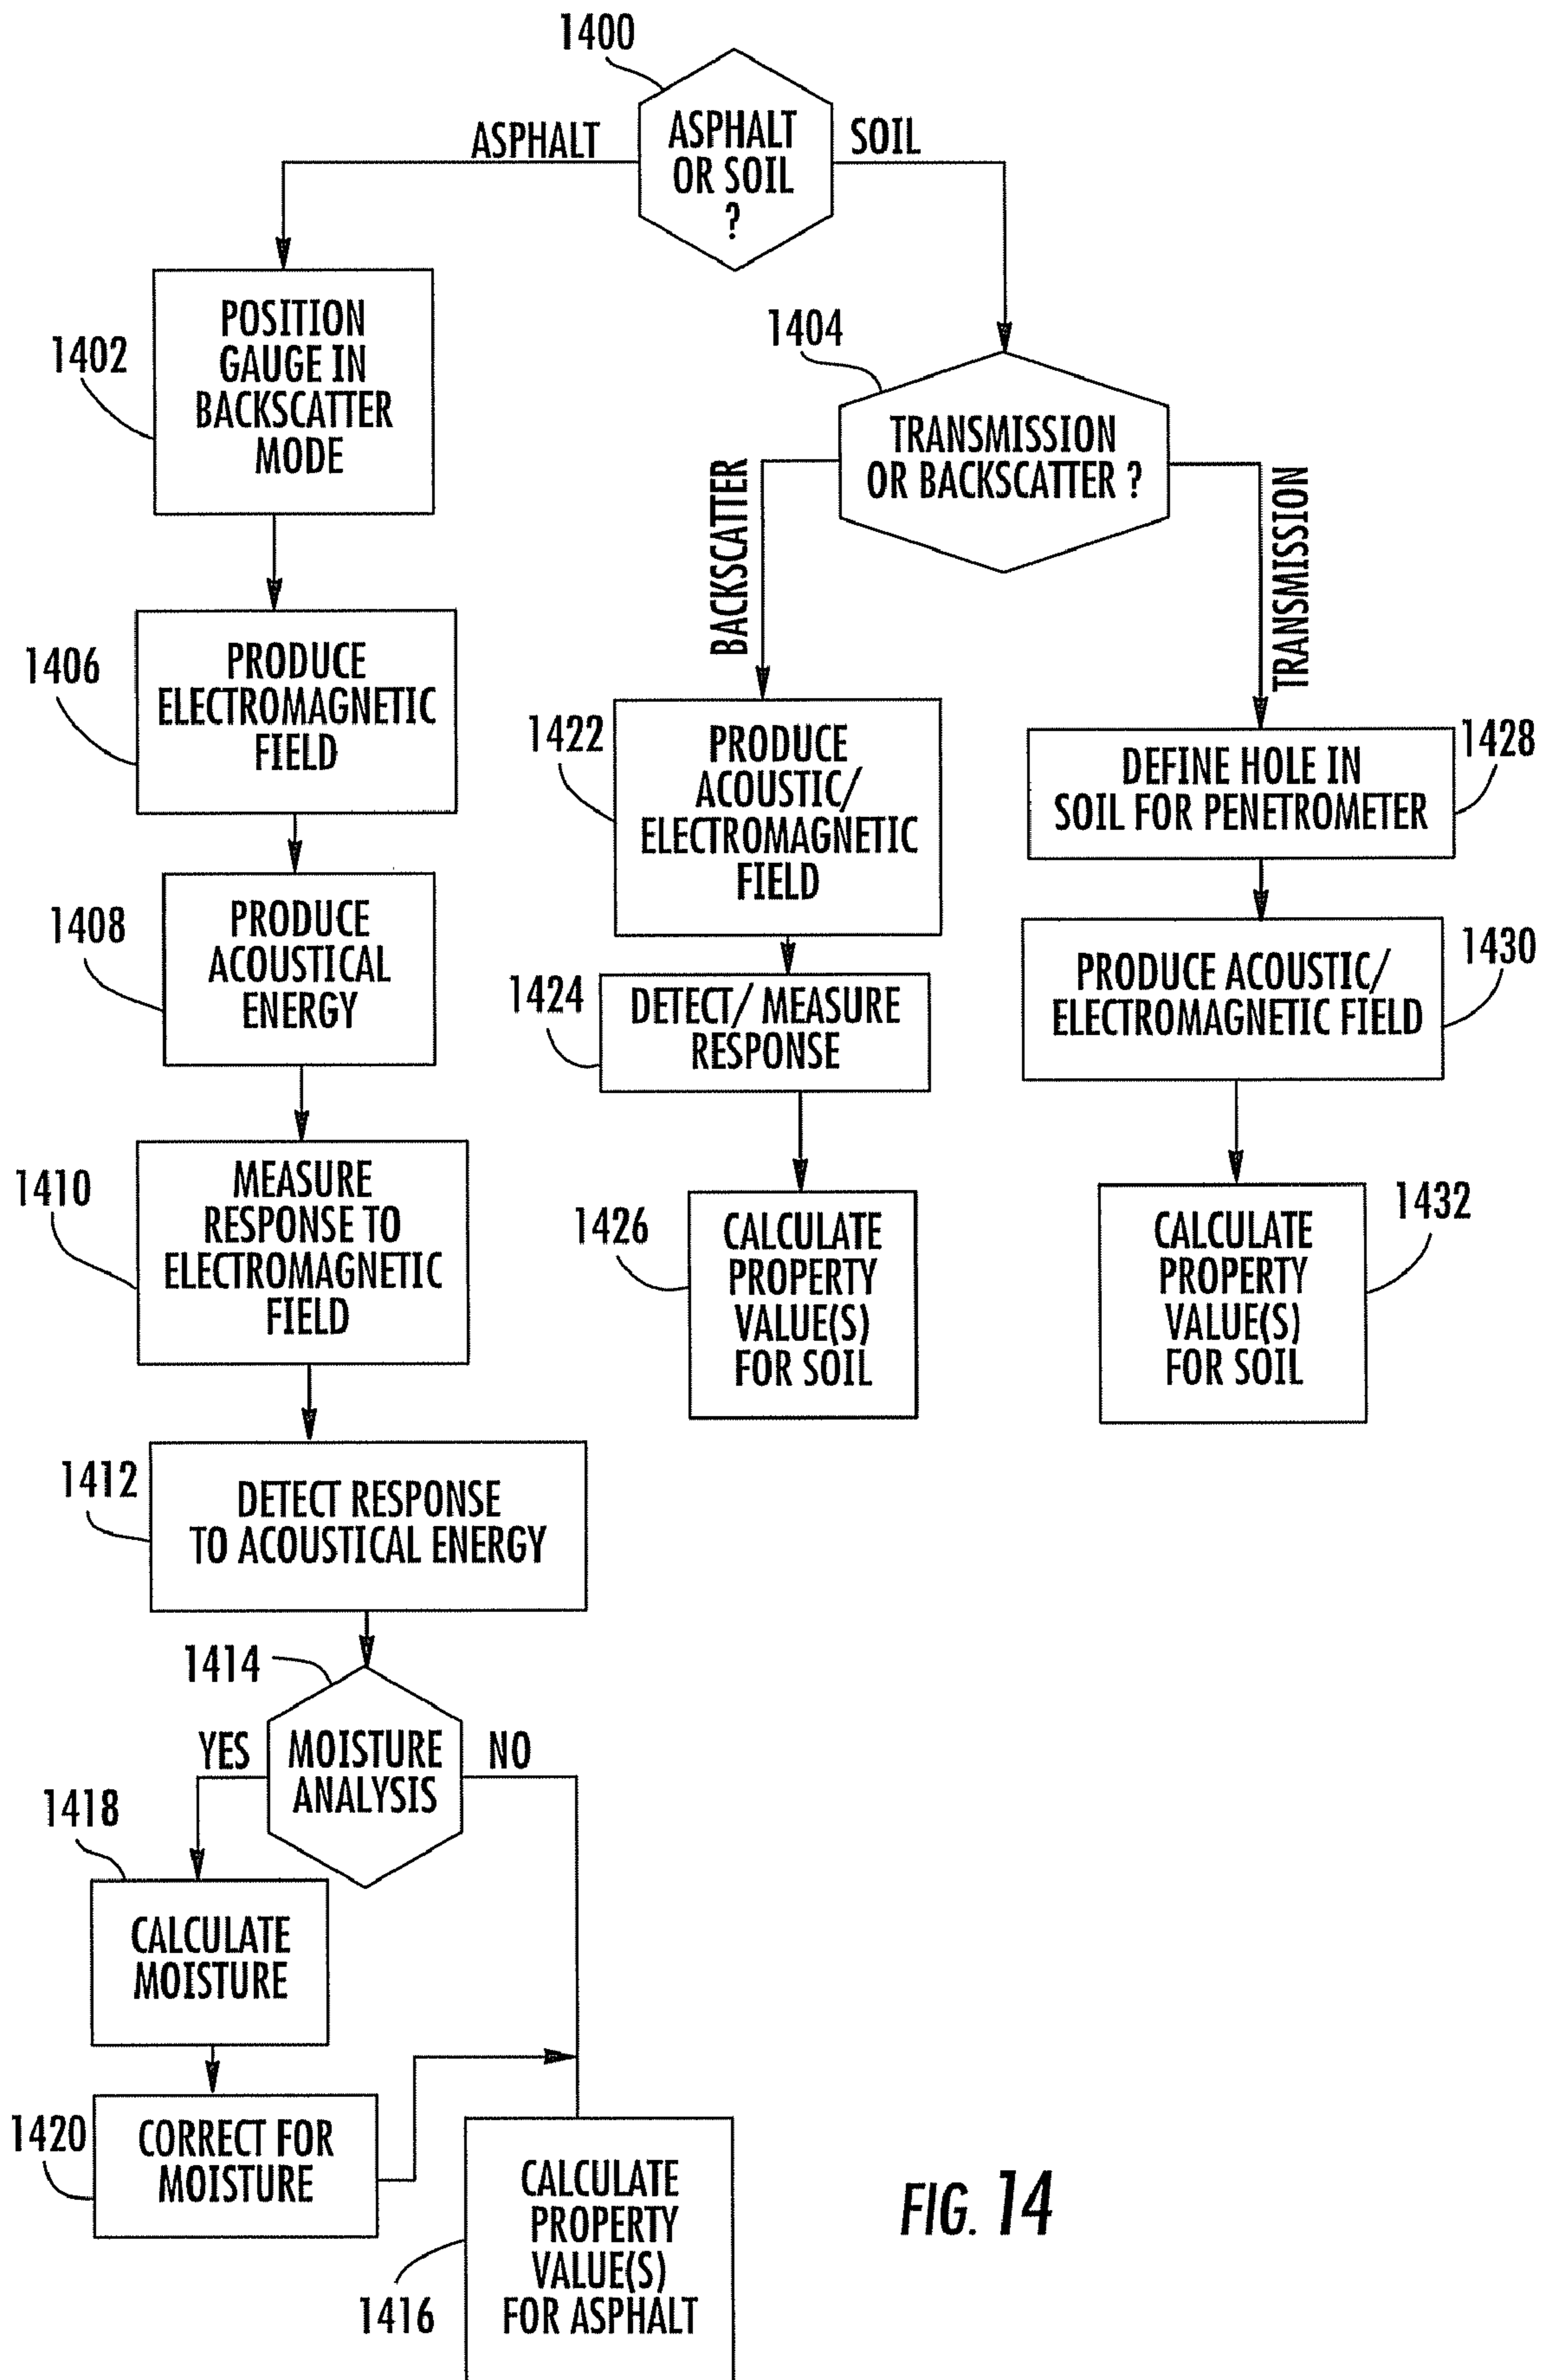 1400
ASPHALT
OR SOIL
?
ASPHALT
SOIL
1402
POSITION
GAUGE IN
BACKSCATTER
MODE
1404
TRANSMISSION
OR BACKSCATTER ?
BACKSCATTER
TRANSMISSION
1406
PRODUCE
ELECTROMAGNETIC
FIELD
1408
PRODUCE
ACOUSTICAL
ENERGY
1410
MEASURE
RESPONSE TO
ELECTROMAGNETIC
FIELD
1412
DETECT RESPONSE
TO ACOUSTICAL ENERGY
1414
MOISTURE
ANALYSIS
YES
NO
1418
CALCULATE
MOISTURE
1420
CORRECT FOR
MOISTURE
1416
CALCULATE
PROPERTY
VALUE(S)
FOR ASPHALT
1422
PRODUCE
ACOUSTIC/
ELECTROMAGNETIC
FIELD
1424
DETECT/ MEASURE
RESPONSE
1426
CALCULATE
PROPERTY
VALUE(S)
FOR SOIL
1428
DEFINE HOLE IN
SOIL FOR PENETROMETER
1430
PRODUCE ACOUSTIC/
ELECTROMAGNETIC FIELD
1432
CALCULATE
PROPERTY
VALUE(S)
FOR SOIL
FIG. 14